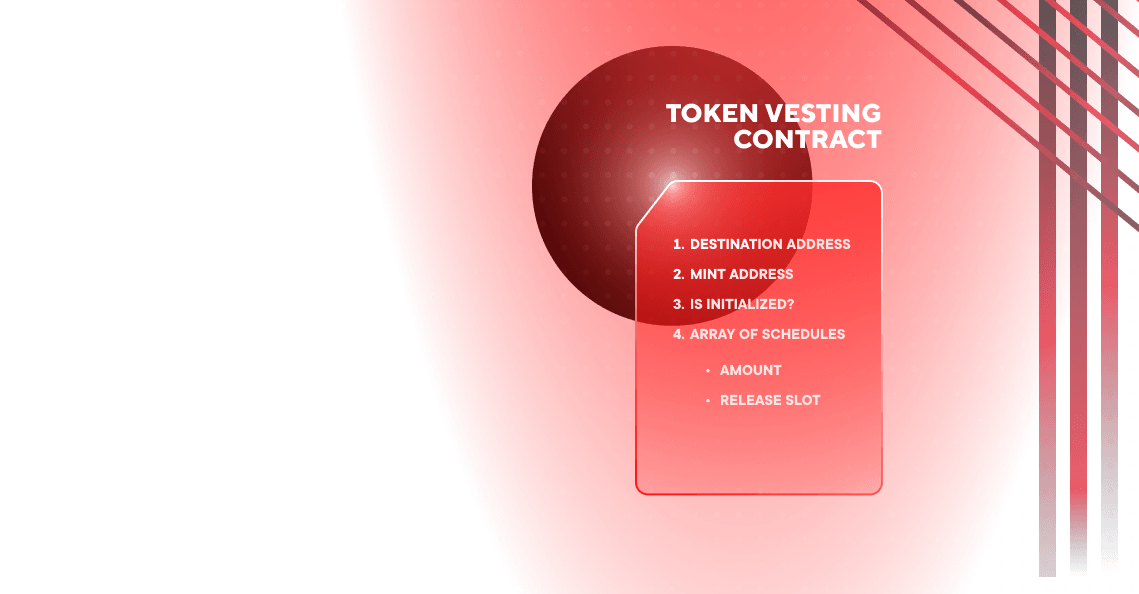 TOKEN VESTING
CONTRACT
1. DESTINATION ADDRESS
2. MINT ADDRESS
3. IS INITIALIZED?
4. ARRAY OF SCHEDULES
• AMOUNT
• RELEASE SLOT